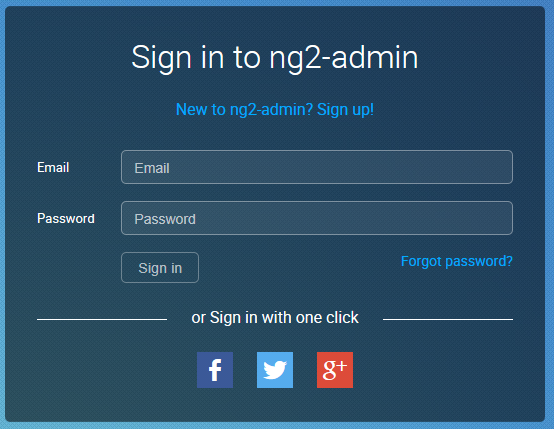 Sign in to ng2-admin
New to ng2-admin? Sign up!
Email Email
Password Password
Sign in Forgot password?
or Sign in with one click
f g+